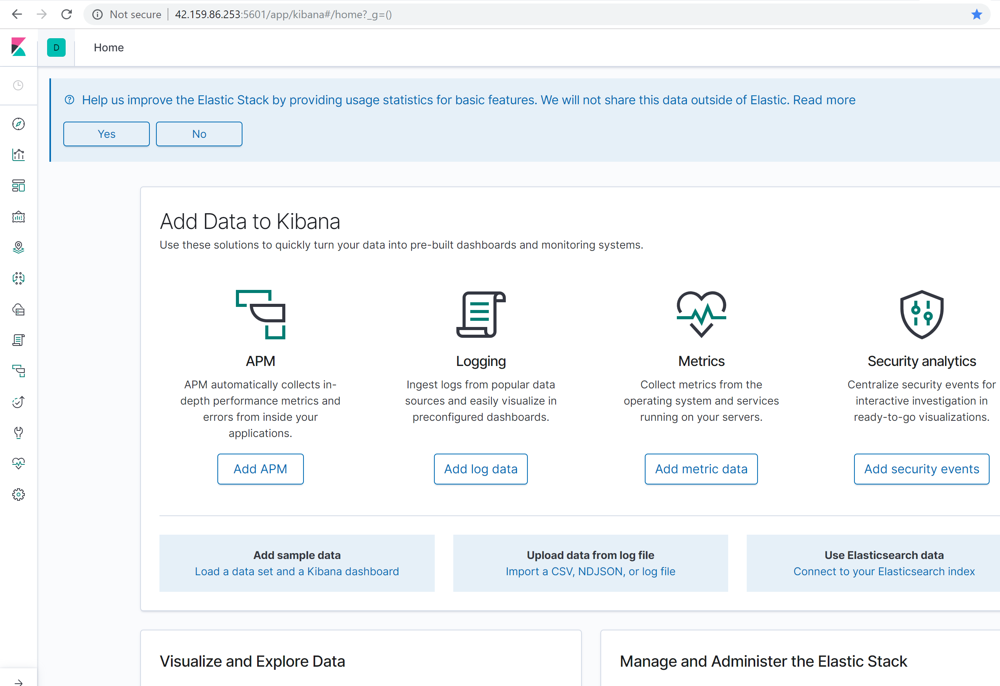 Not secure | 42.159.86.253:5601/app/kibana#/home?_g=()
D Home
Help us improve the Elastic Stack by providing usage statistics for basic features. We will not share this data outside of Elastic. Read more
Yes No
Add Data to Kibana
Use these solutions to quickly turn your data into pre-built dashboards and monitoring systems.
APM
APM automatically collects in-
depth performance metrics and
errors from inside your
applications.
Add APM
Logging
Ingest logs from popular data
sources and easily visualize in
preconfigured dashboards.
Add log data
Metrics
Collect metrics from the
operating system and services
running on your servers.
Add metric data
Security analytics
Centralize security events for
interactive investigation in
ready-to-go visualizations.
Add security events
Add sample data
Load a data set and a Kibana dashboard
Upload data from log file
Import a CSV, NDJSON, or log file
Use Elasticsearch data
Connect to your Elasticsearch index
Visualize and Explore Data
Manage and Administer the Elastic Stack